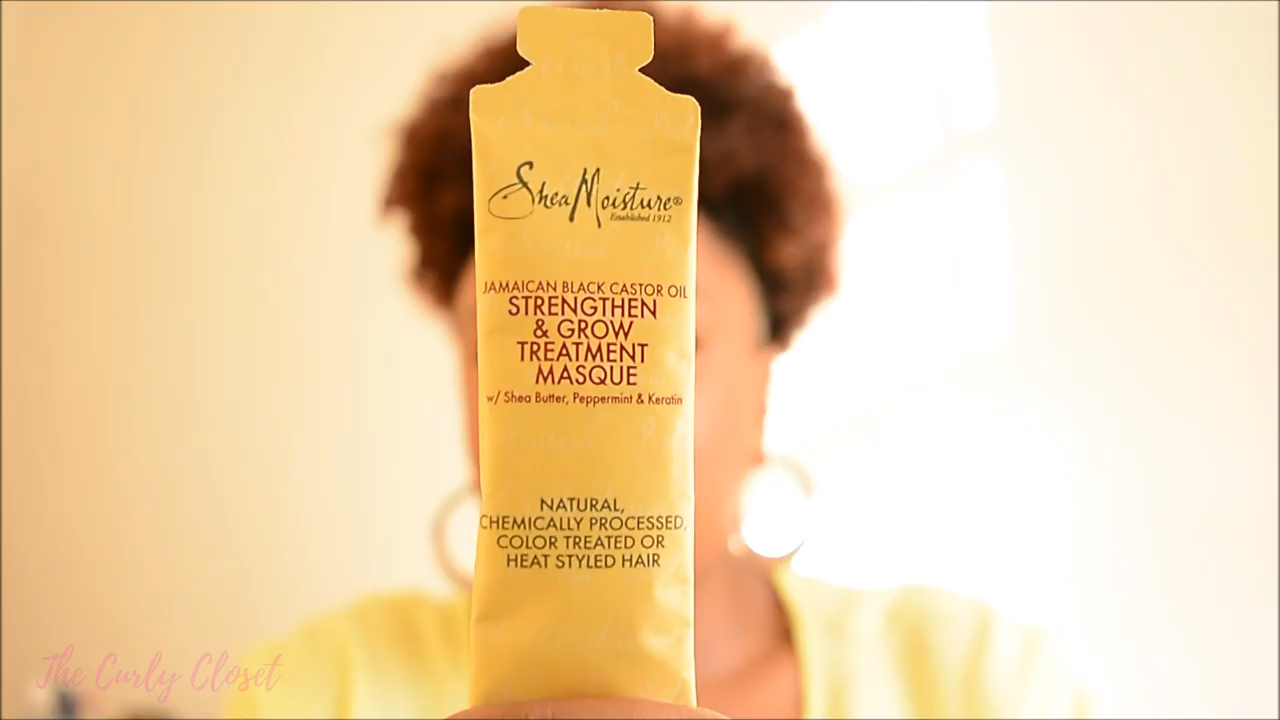 SheaMoisture®
Established 1912
JAMAICAN BLACK CASTOR OIL
STRENGTHEN
& GROW
TREATMENT
MASQUE
w/ Shea Butter, Peppermint & Keratin
NATURAL,
CHEMICALLY PROCESSED,
COLOR TREATED OR
HEAT STYLED HAIR
The Curly Closet